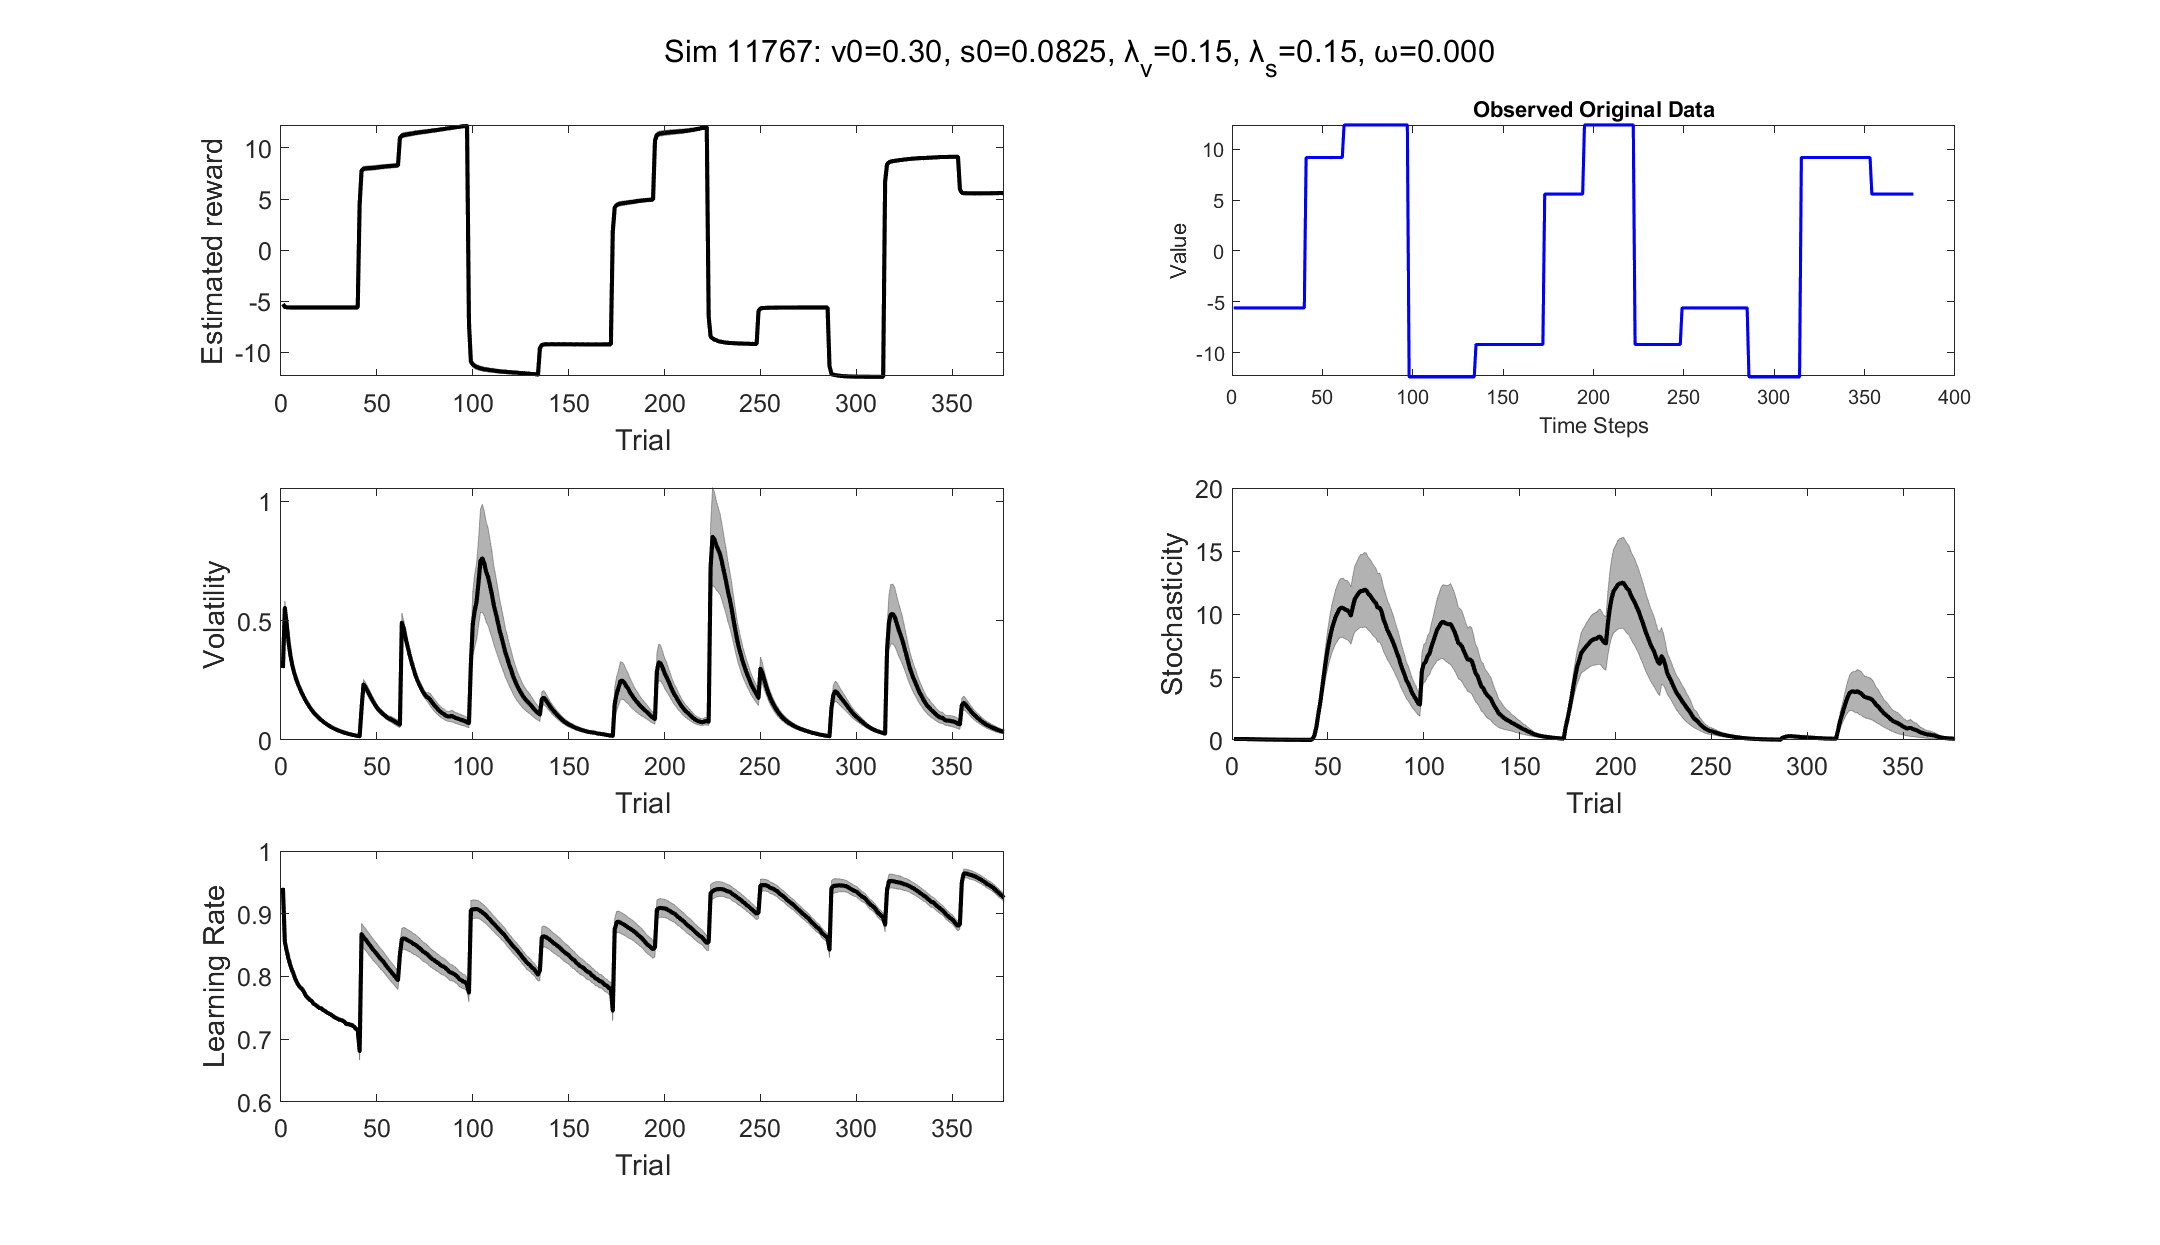 Sim 11767: v0=0.30, s0=0.0825, λv=0.15, λs=0.15, ω=0.000
Estimated reward
10
5
0
-5
-10
0 50 100 150 200 250 300 350
Trial
Observed Original Data
Value
10
5
0
-5
-10
0 50 100 150 200 250 300 350 400
Time Steps
Volatility
1
0.5
0
0 50 100 150 200 250 300 350
Trial
Stochasticity
20
15
10
5
0
0 50 100 150 200 250 300 350
Trial
Learning Rate
1
0.9
0.8
0.7
0.6
0 50 100 150 200 250 300 350
Trial